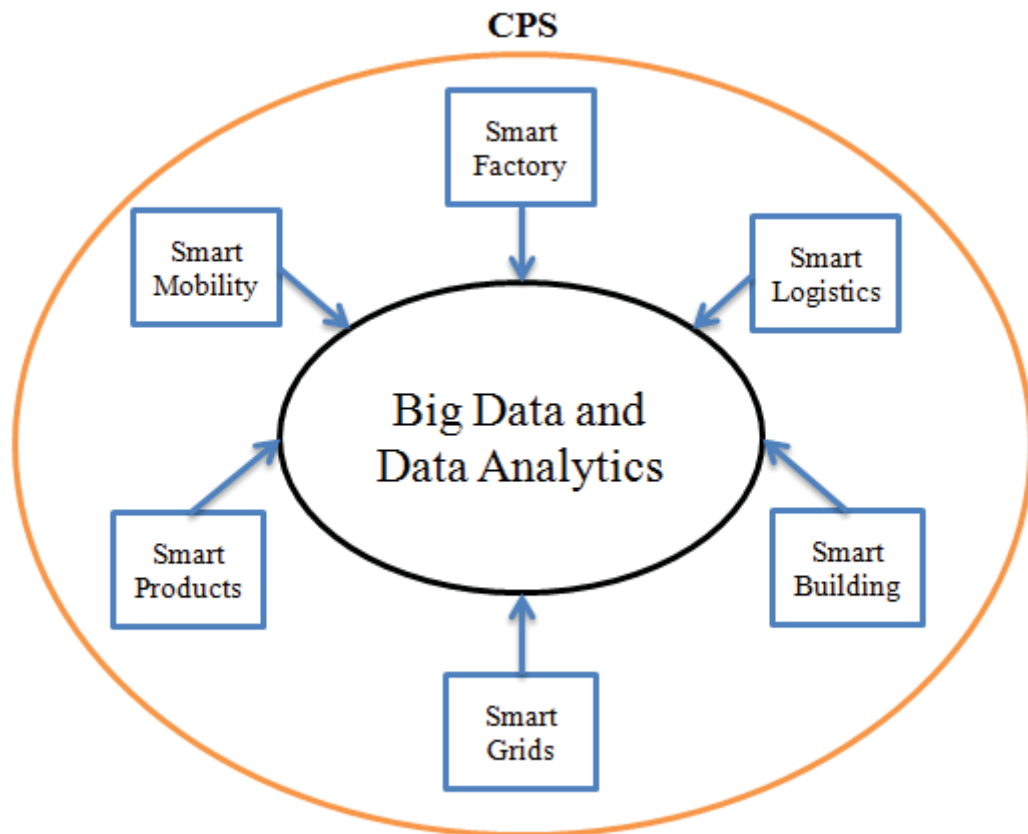 CPS
Smart
Factory
Smart
Mobility
Smart
Logistics
Big Data and
Data Analytics
Smart
Products
Smart
Building
Smart
Grids